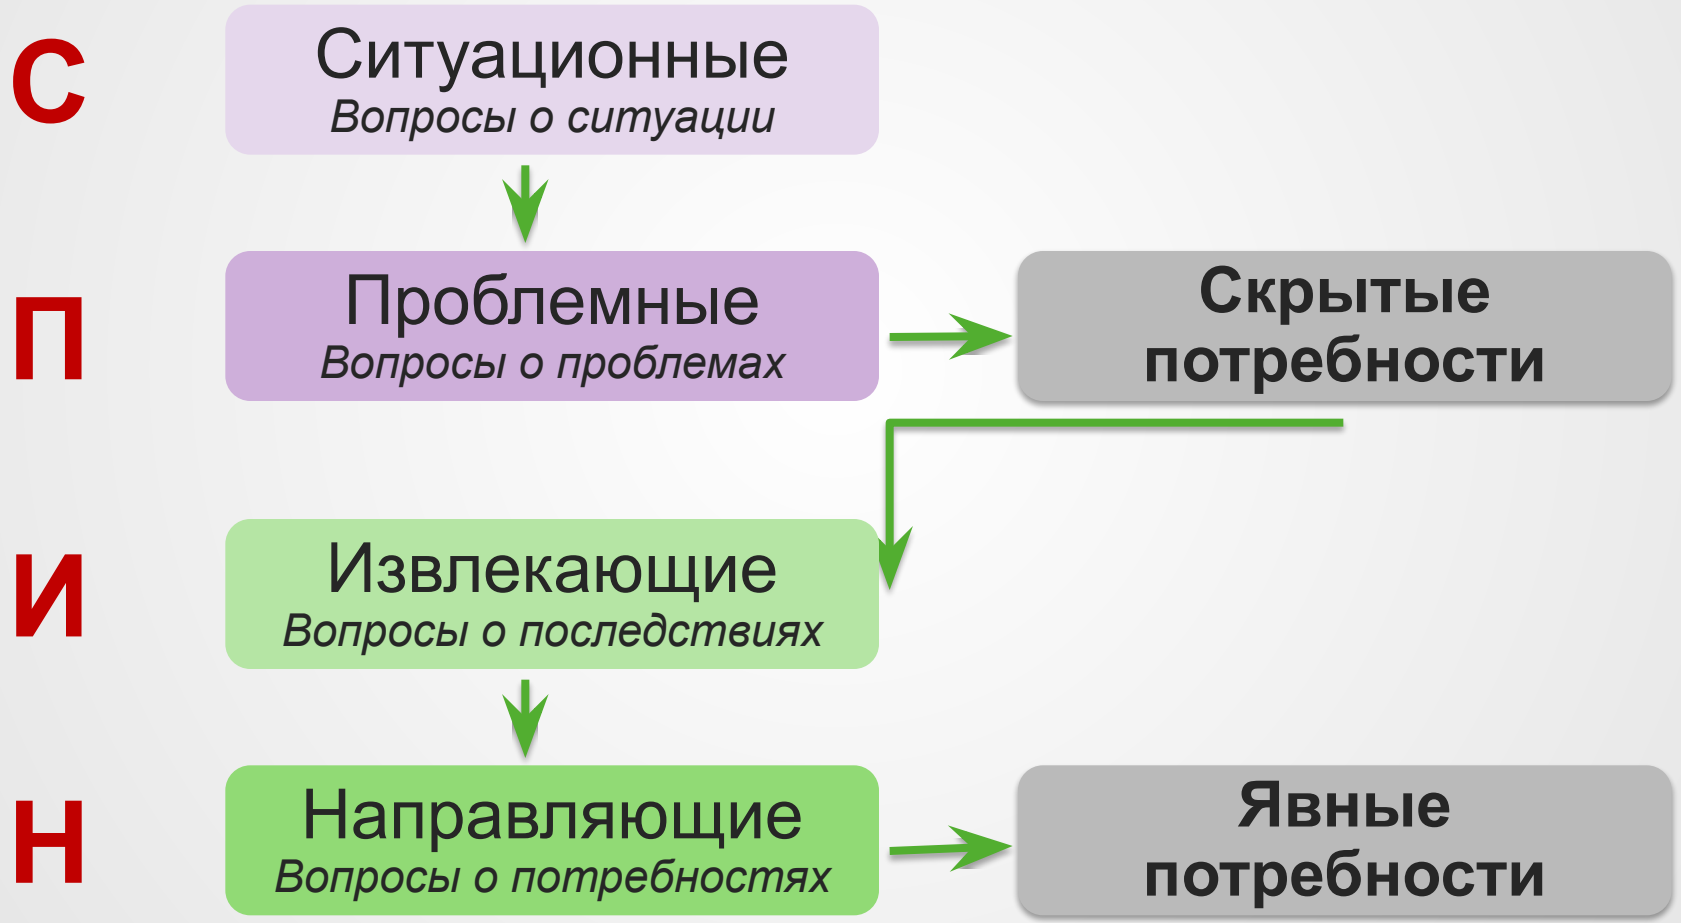 С
Ситуационные
Вопросы о ситуации
П
Проблемные
Вопросы о проблемах
Скрытые
потребности
И
Извлекающие
Вопросы о последствиях
Н
Направляющие
Вопросы о потребностях
Явные
потребности